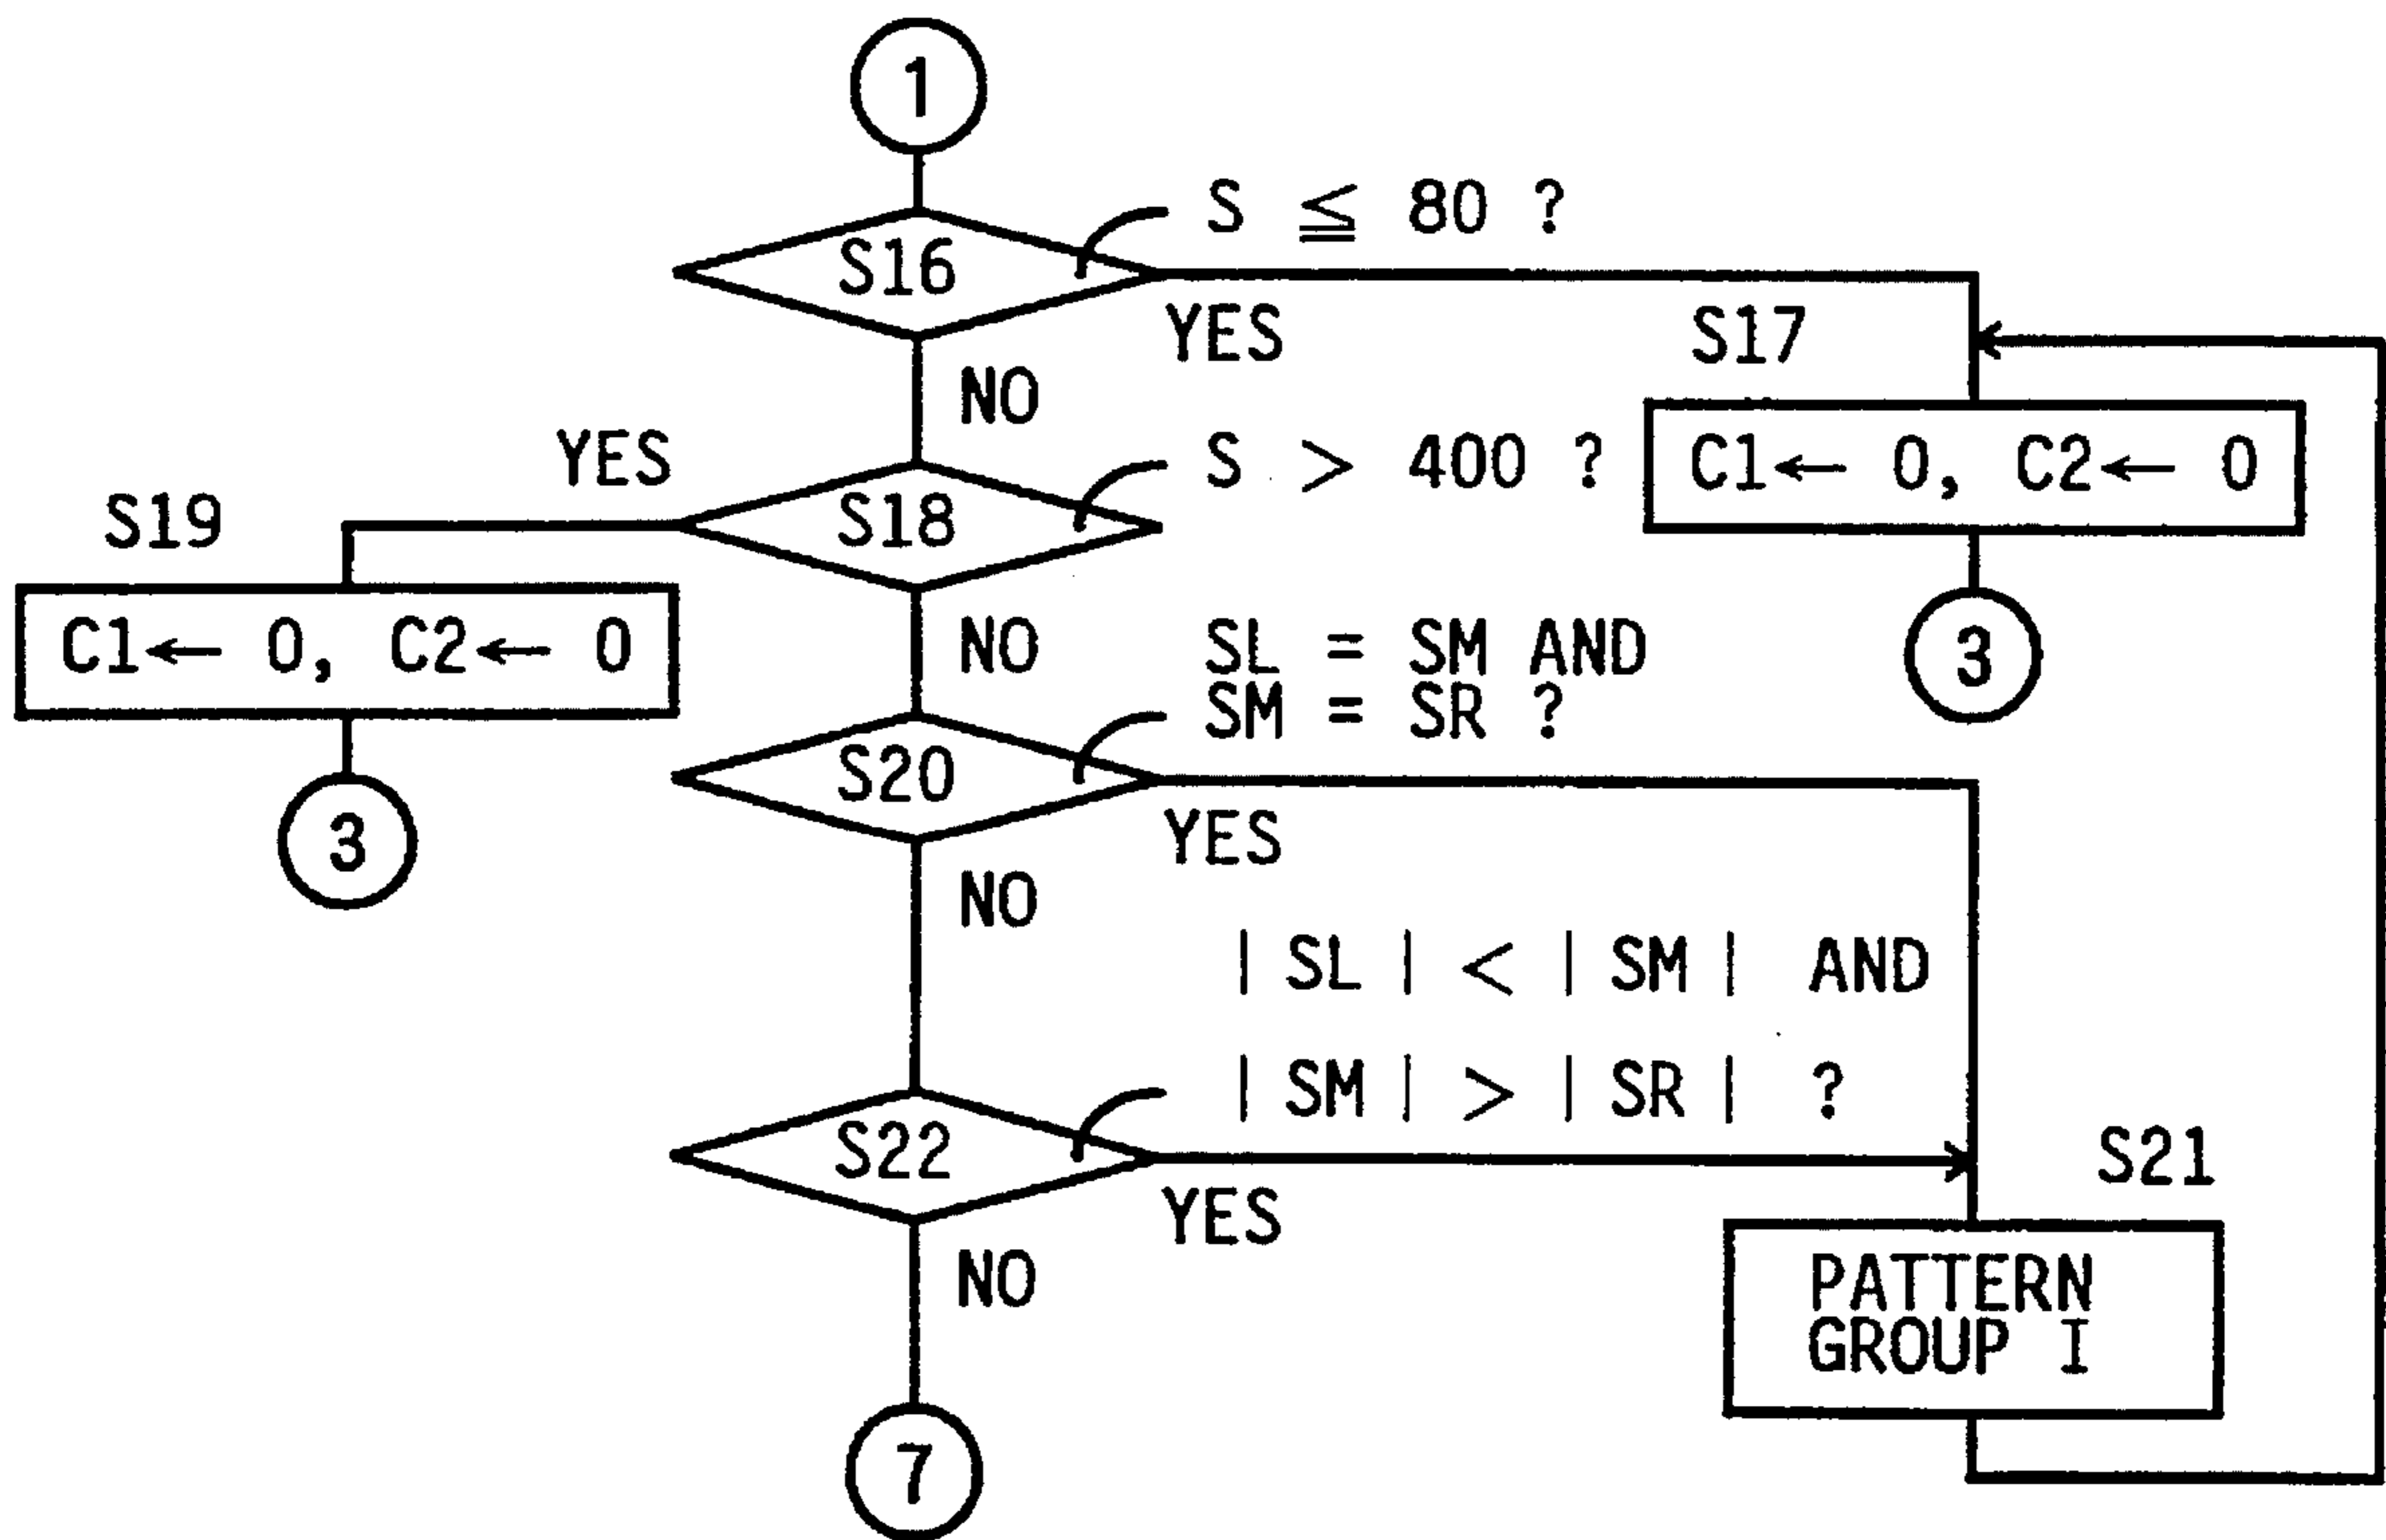 1
S ≦ 80 ?
S16
YES
S17
NO
C1← 0, C2← 0
YES
S > 400 ?
S18
S19
C1← 0, C2← 0
NO
3
SL = SM AND
SM = SR ?
S20
YES
3
NO
| SL | < | SM | AND
| SM | > | SR | ?
S22
YES
S21
NO
PATTERN
GROUP I
7